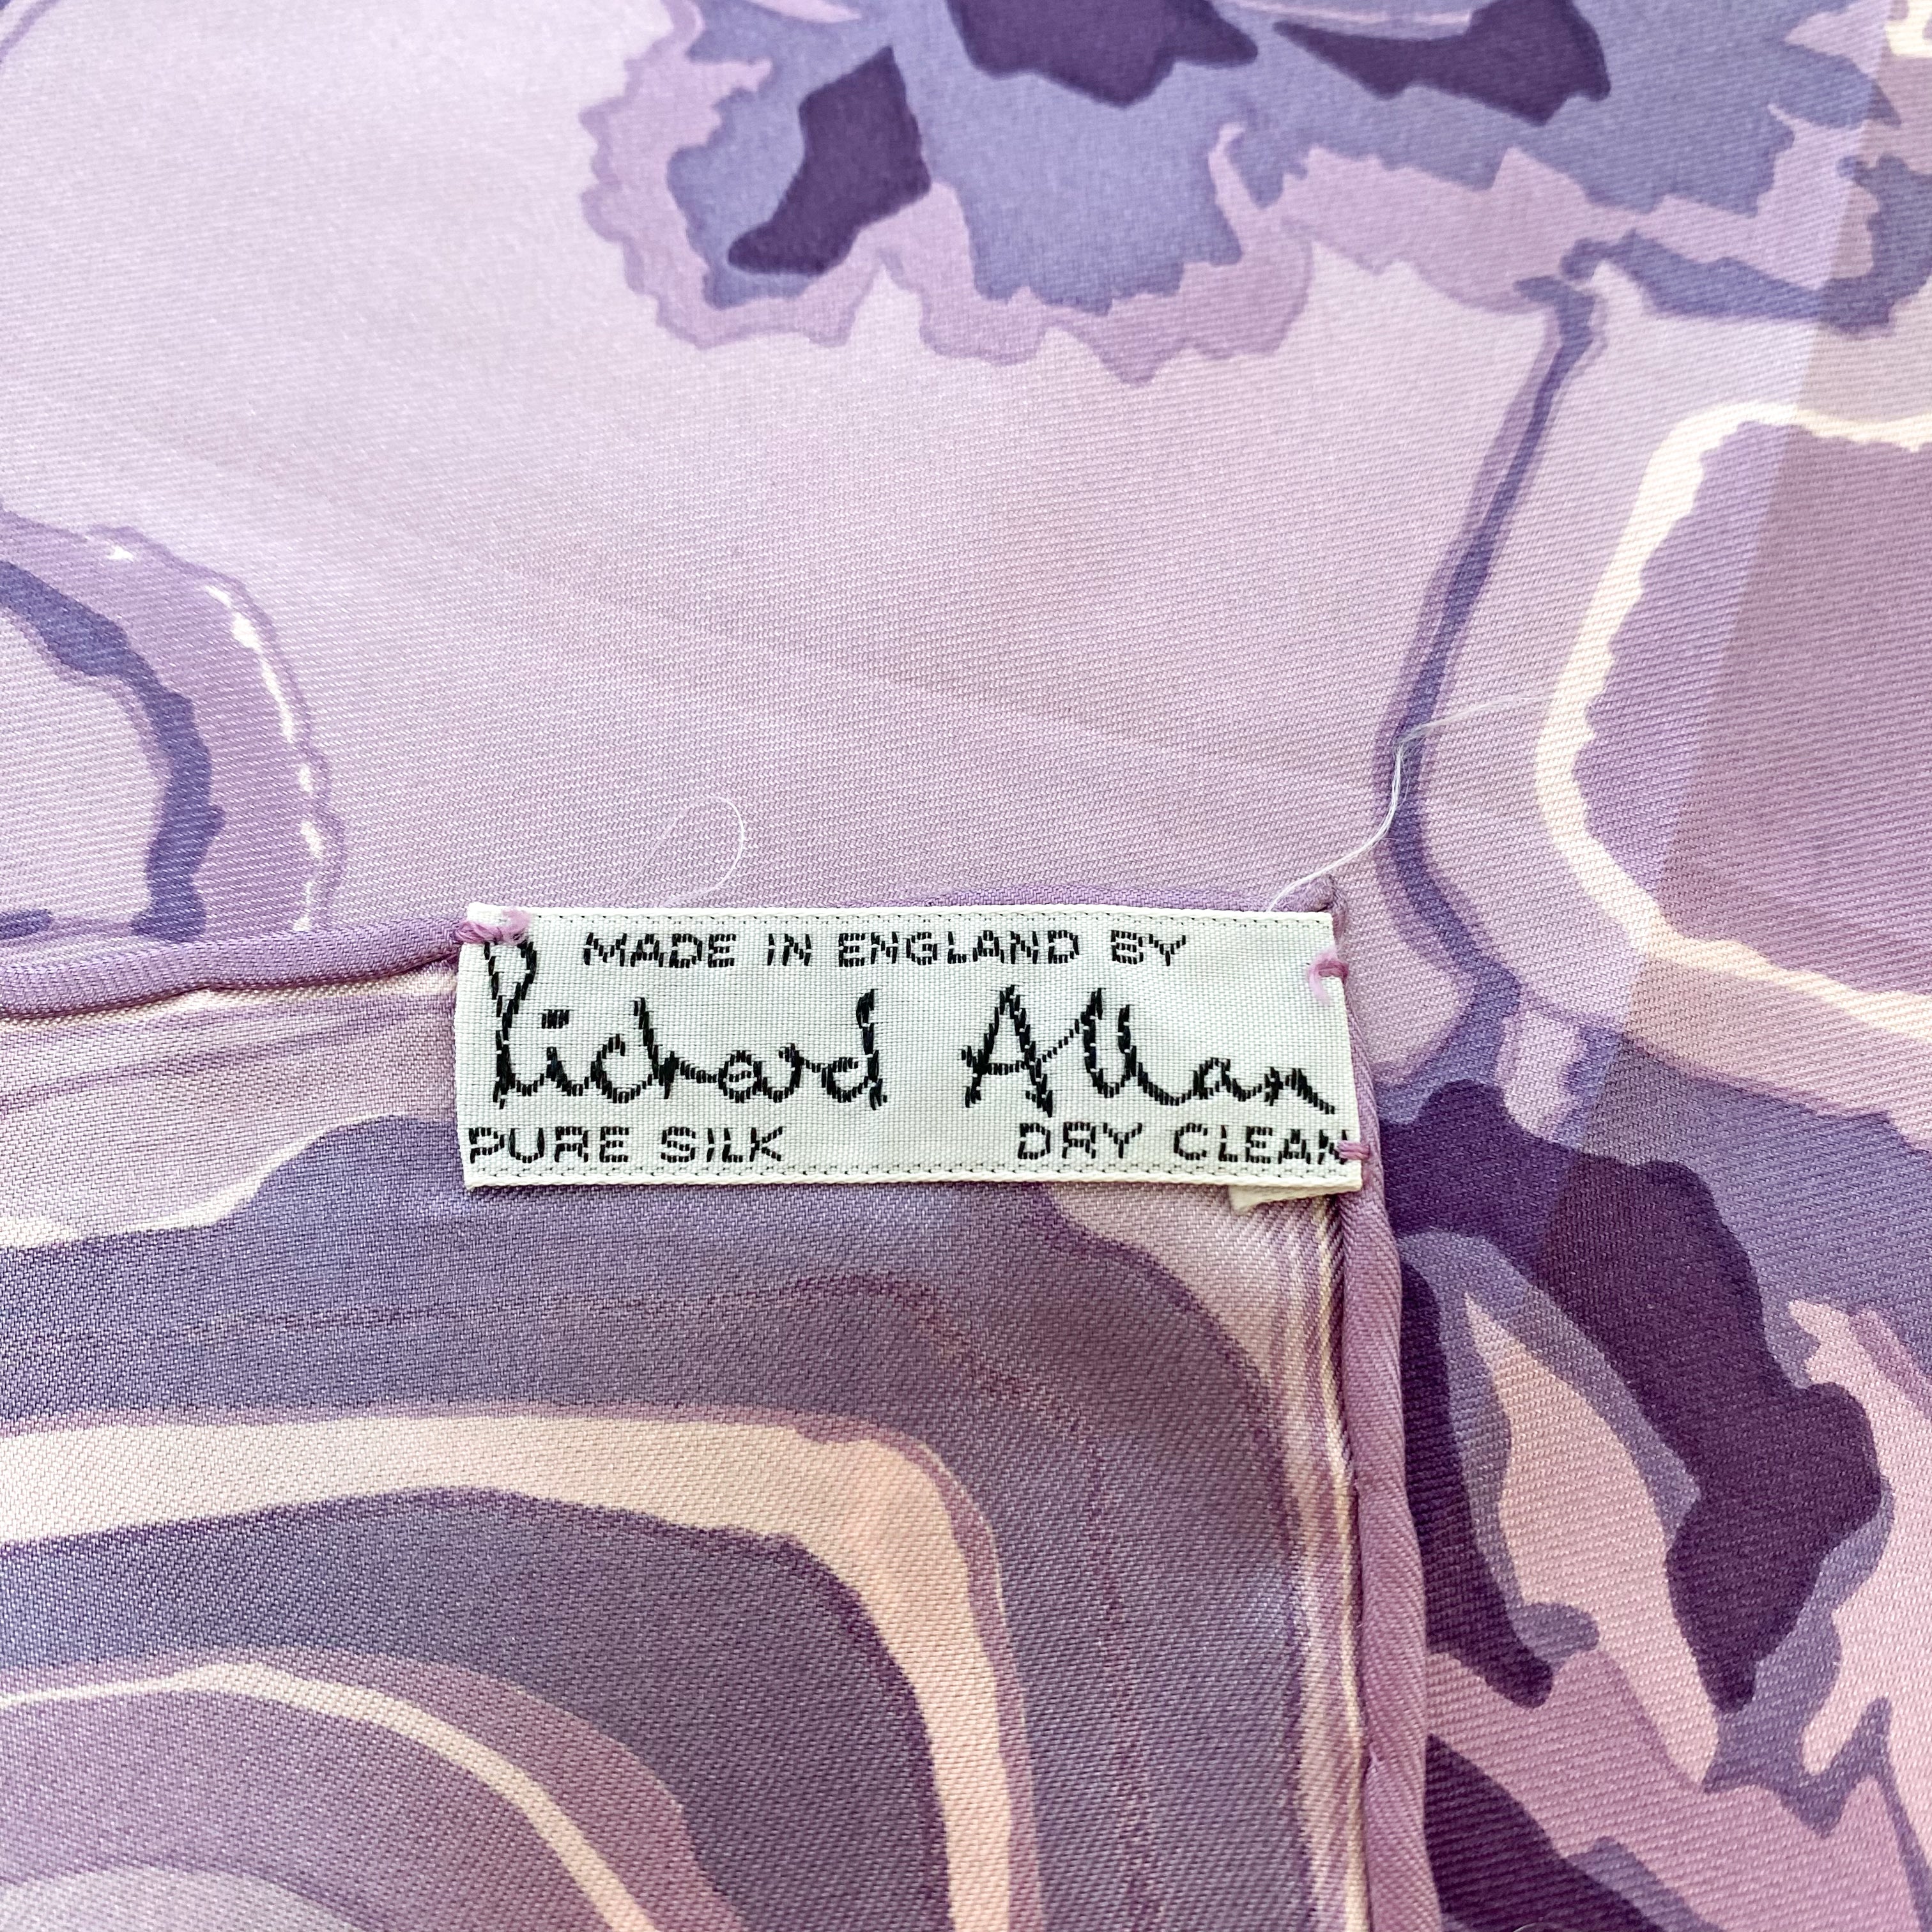 MADE IN ENGLAND BY
Richard Allan
PURE SILK DRY CLEAN